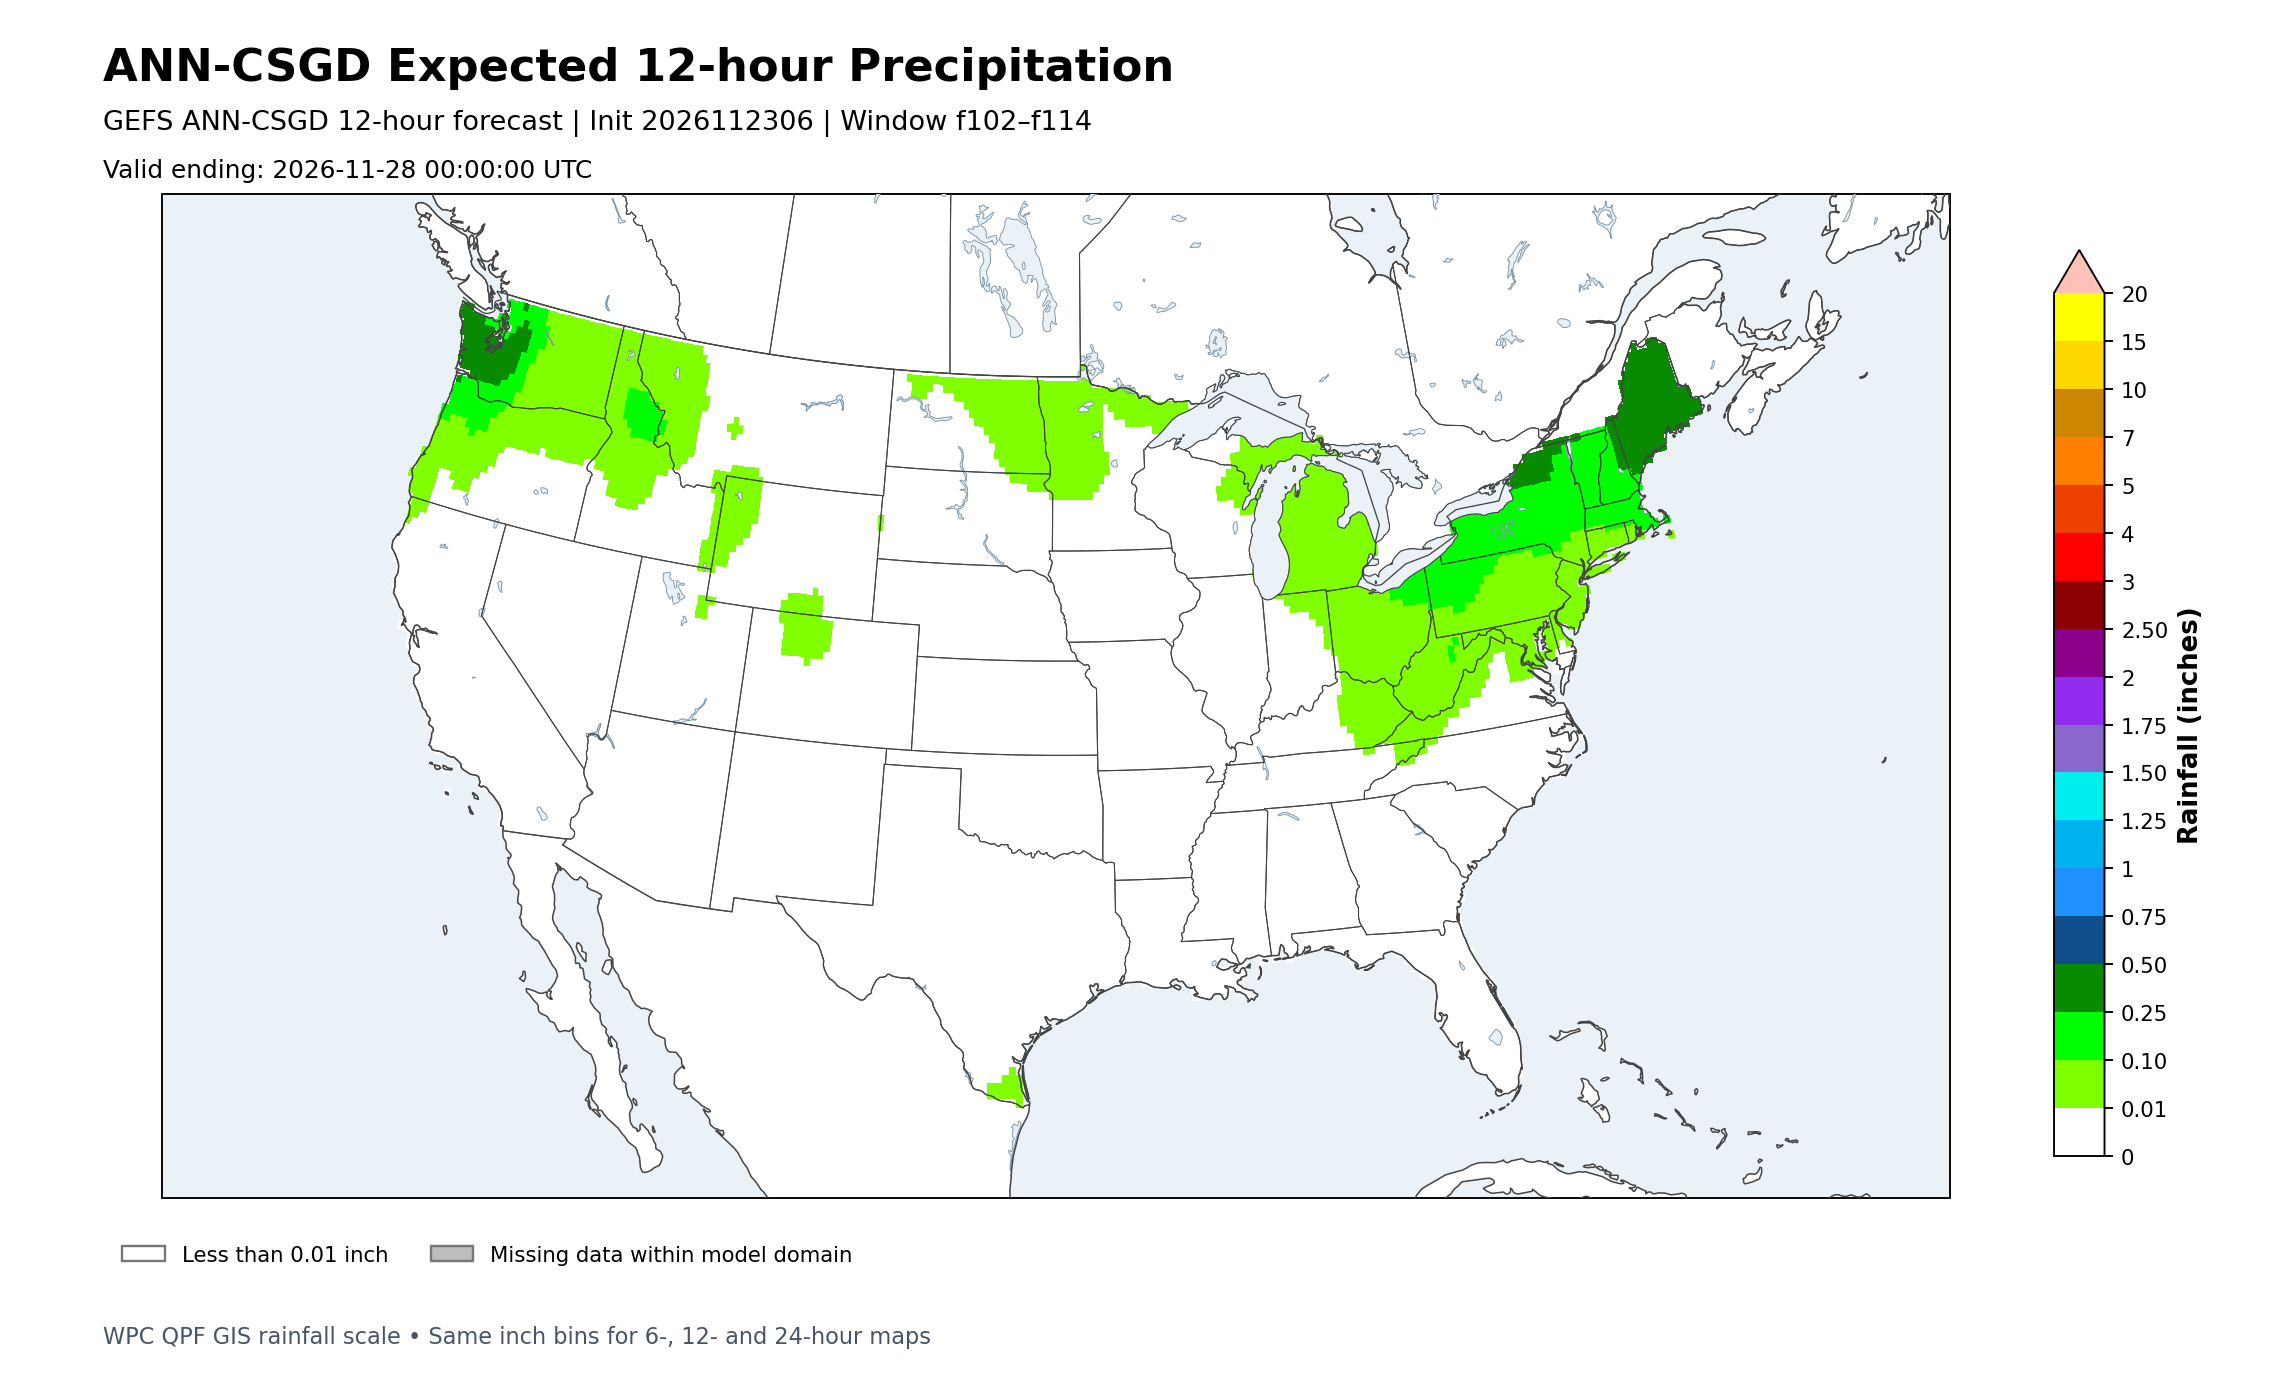 ANN-CSGD Expected 12-hour Precipitation
GEFS ANN-CSGD 12-hour forecast | Init 2026112306 | Window f102–f114
Valid ending: 2026-11-28 00:00:00 UTC
20
15
10
7
5
4
3
2.50
2
1.75
1.50
1.25
1
0.75
0.50
0.25
0.10
0.01
0
Rainfall (inches)
Less than 0.01 inch
Missing data within model domain
WPC QPF GIS rainfall scale • Same inch bins for 6-, 12- and 24-hour maps